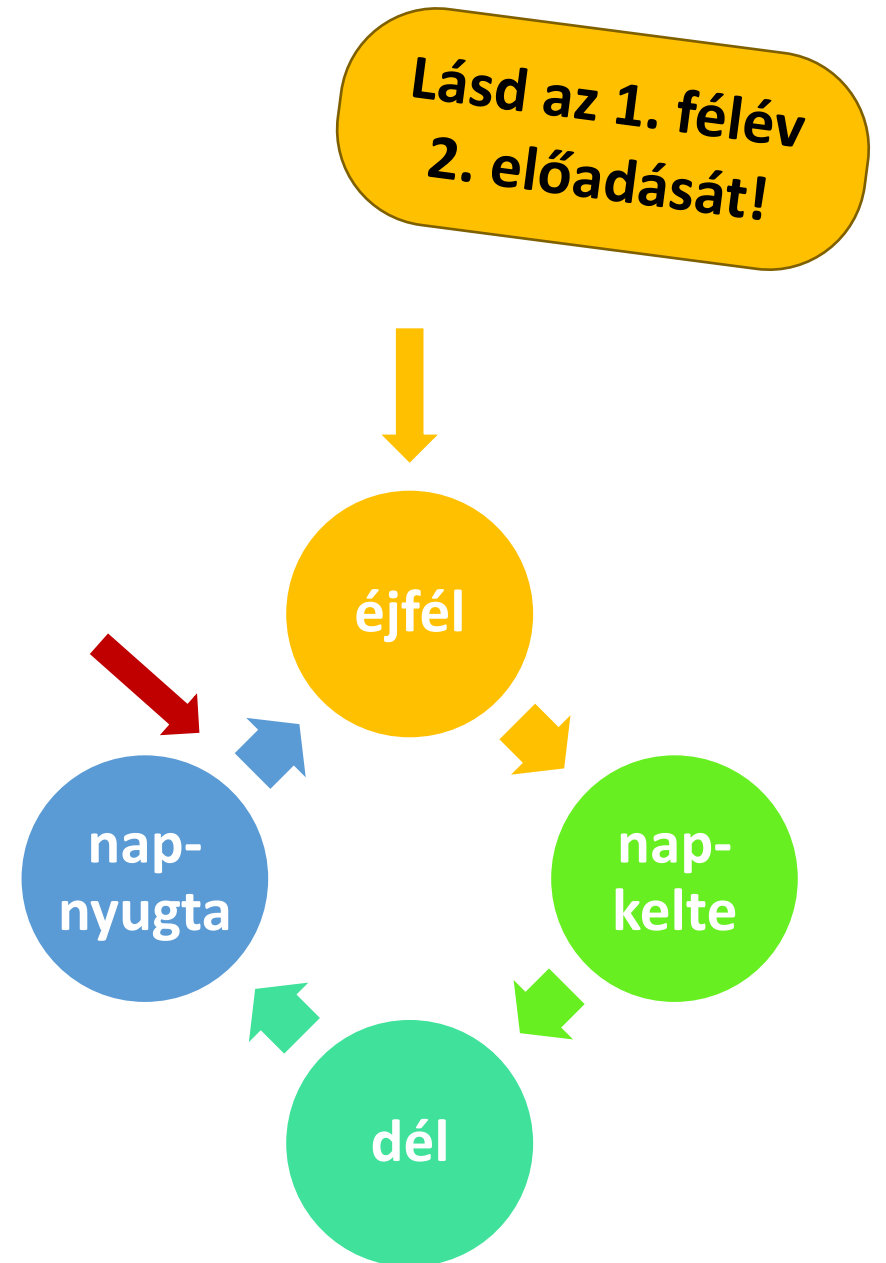 Lásd az 1. félév
2. előadását!
éjfél
nap-
nyugta
nap-
kelte
dél